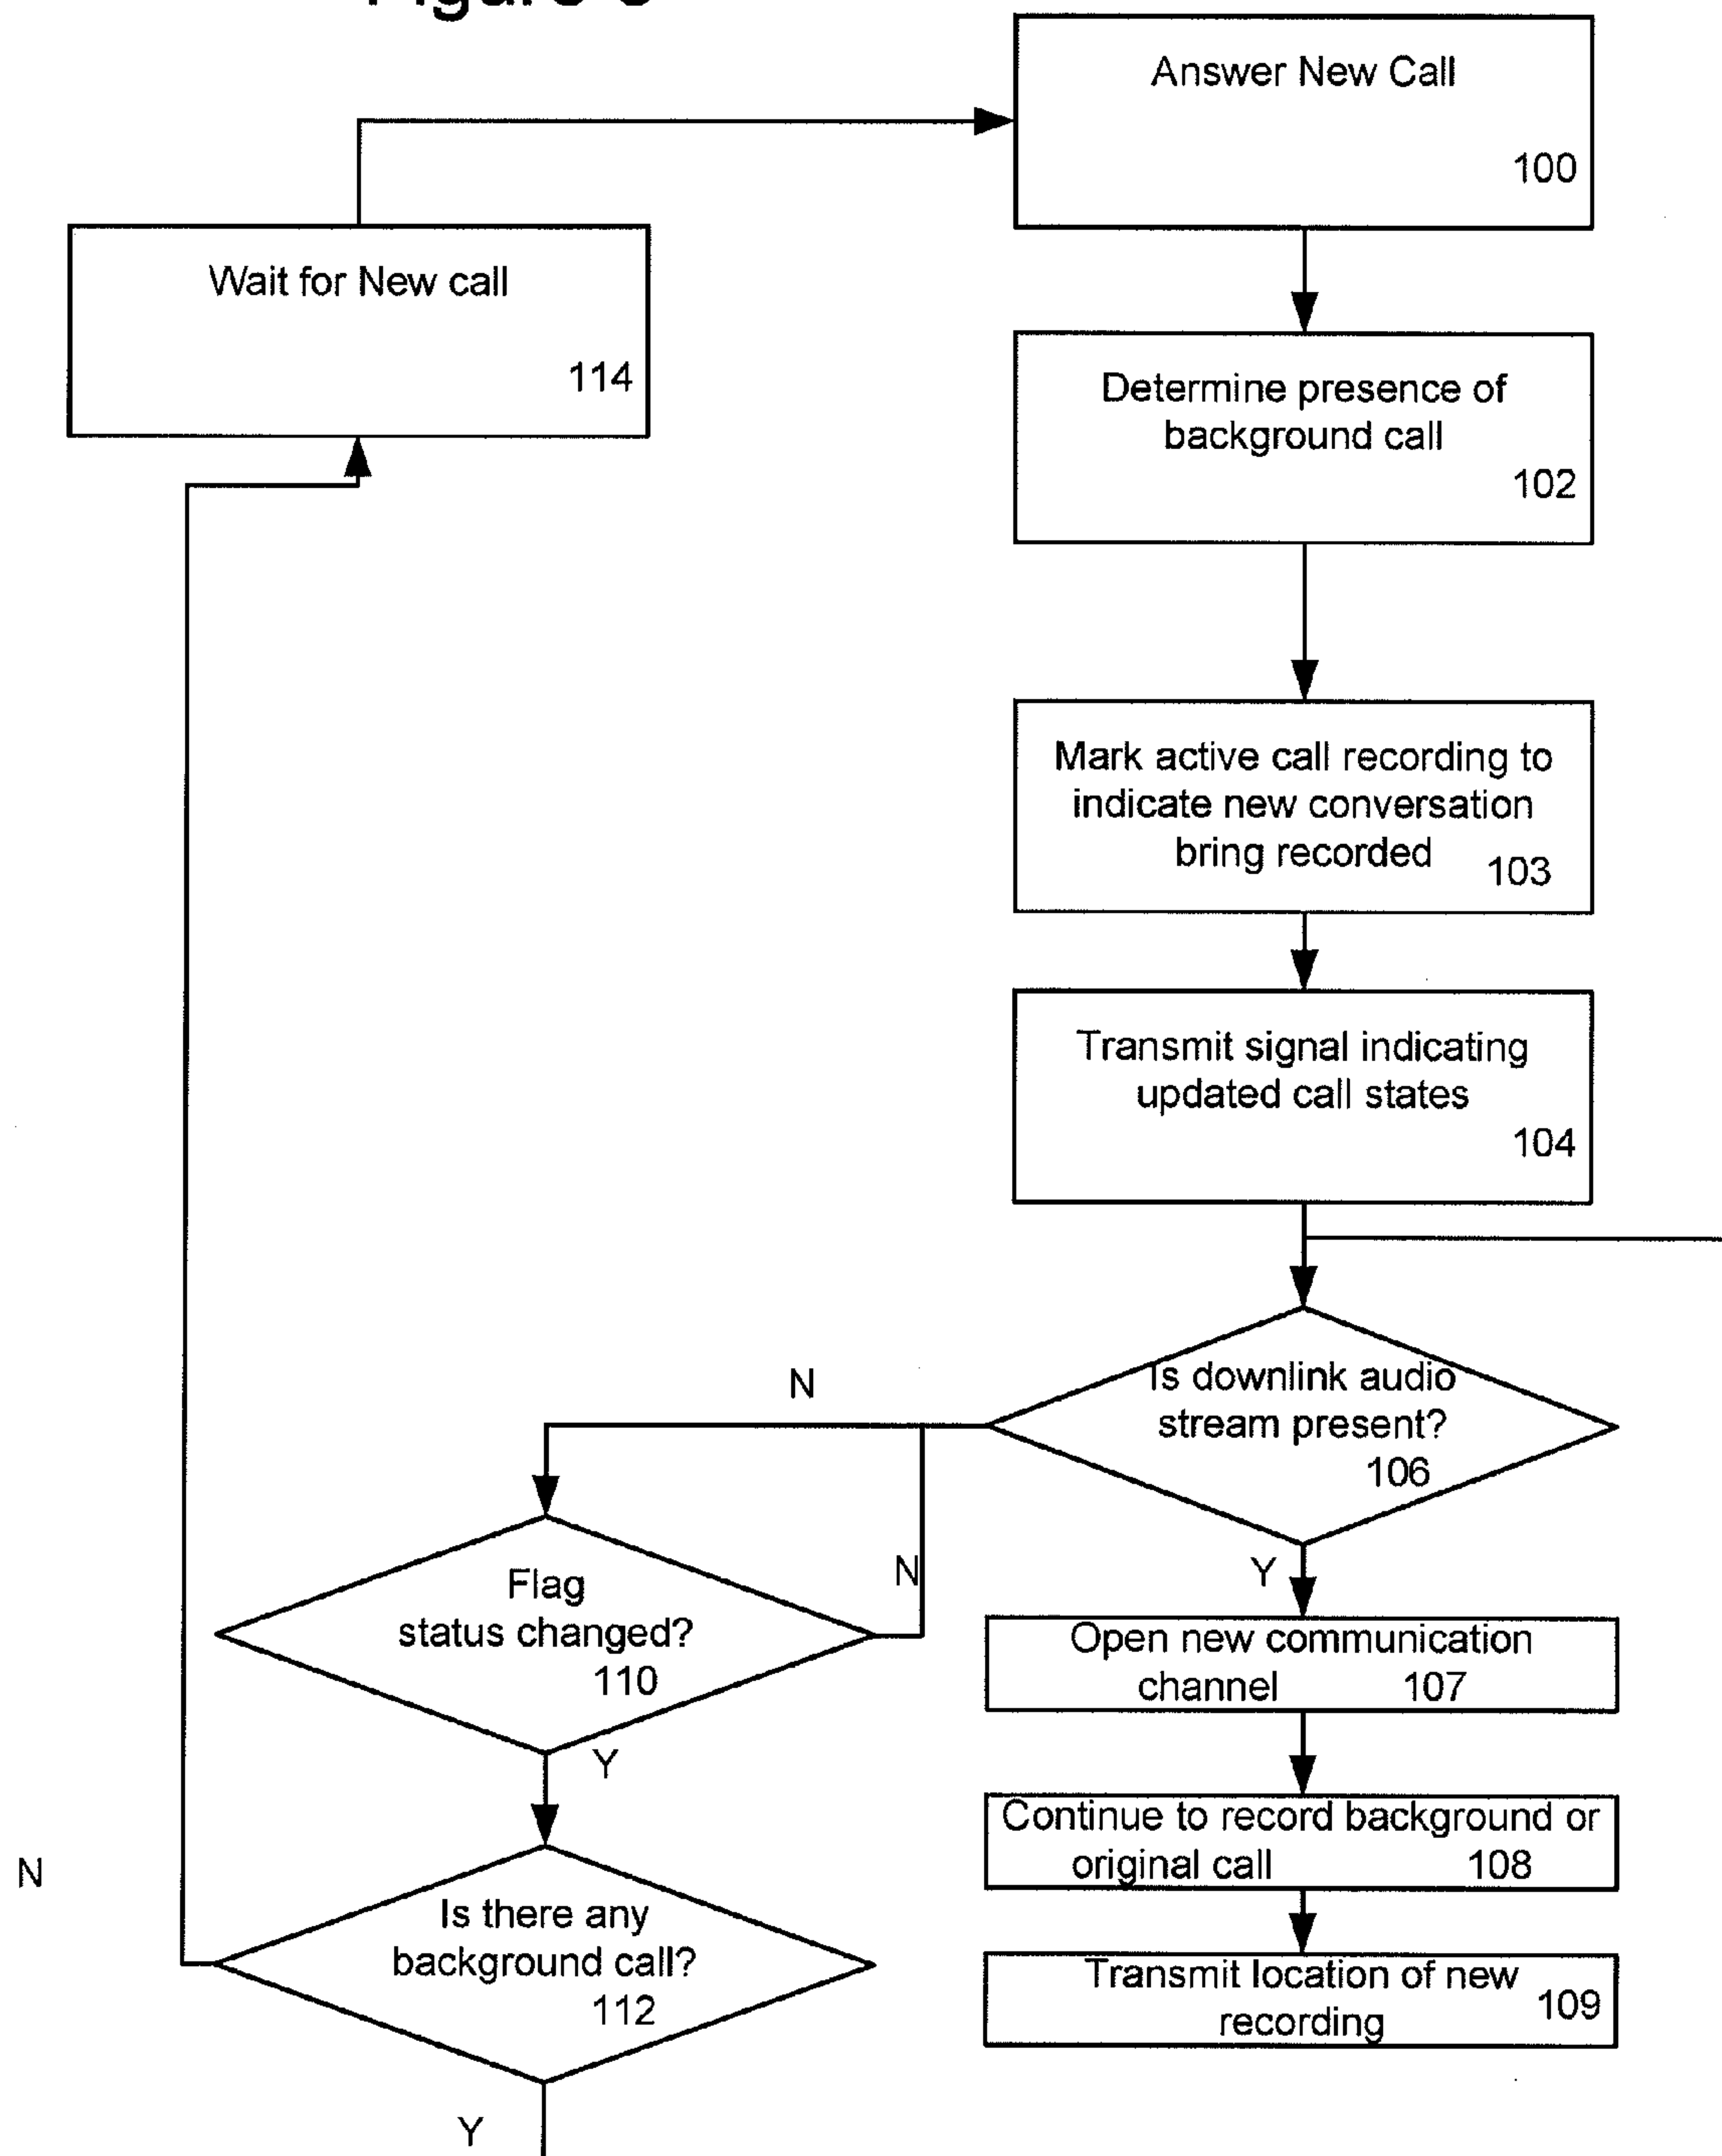 Answer New Call
100
Wait for New call
114
Determine presence of
background call
102
Mark active call recording to
indicate new conversation
bring recorded
103
Transmit signal indicating
updated call states
104
Is downlink audio
stream present?
106
N
Y
Flag
status changed?
110
N
Y
Open new communication
channel 107
Continue to record background or
original call 108
Is there any
background call?
112
N
Y
Transmit location of new
recording 109